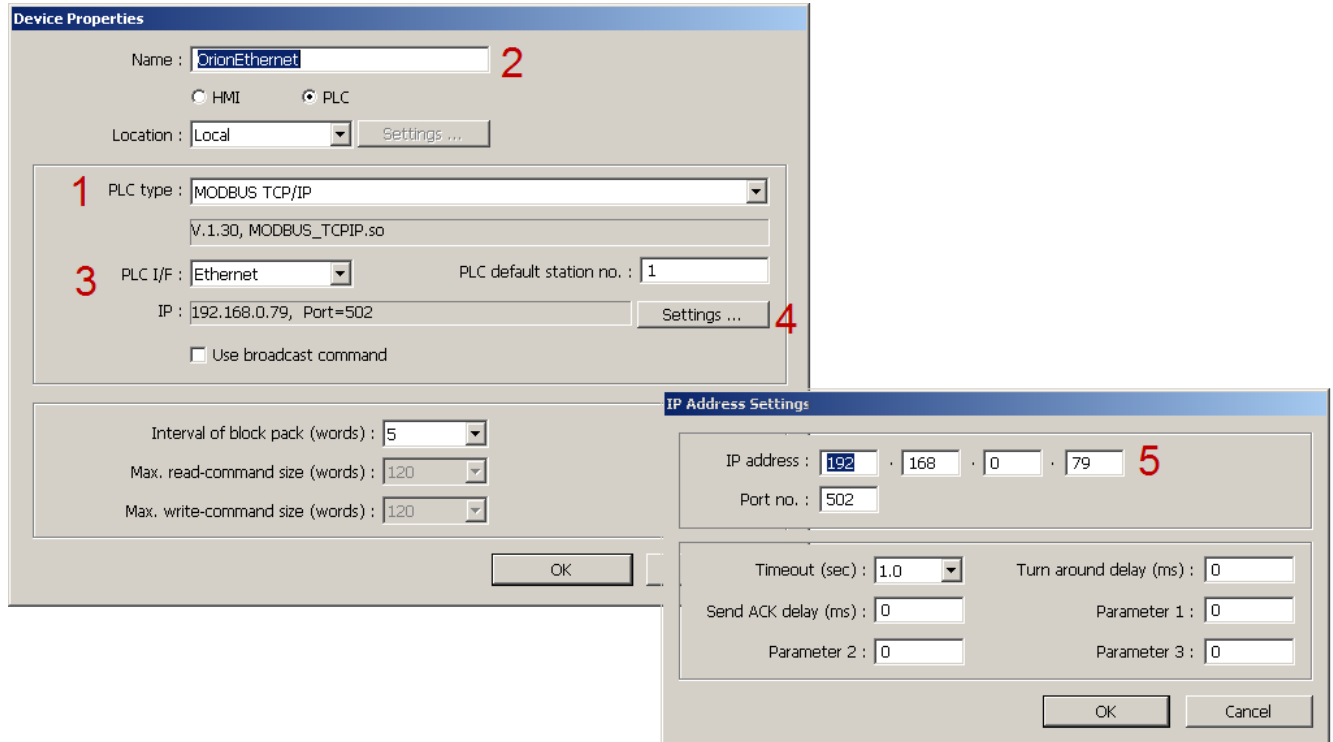 Device Properties
Name : OrionEthernet 2
HMI PLC
Location : Local Settings ...
1 PLC type : MODBUS TCP/IP
V.1.30, MODBUS_TCPIP.so
3 PLC I/F : Ethernet PLC default station no. : 1
IP : 192.168.0.79, Port=502 Settings ... 4
Use broadcast command
Interval of block pack (words) : 5
Max. read-command size (words) : 120
Max. write-command size (words) : 120
OK
IP Address Settings
IP address : 192 . 168 . 0 . 79 5
Port no. : 502
Timeout (sec) : 1.0 Turn around delay (ms) : 0
Send ACK delay (ms) : 0 Parameter 1 : 0
Parameter 2 : 0 Parameter 3 : 0
OK Cancel